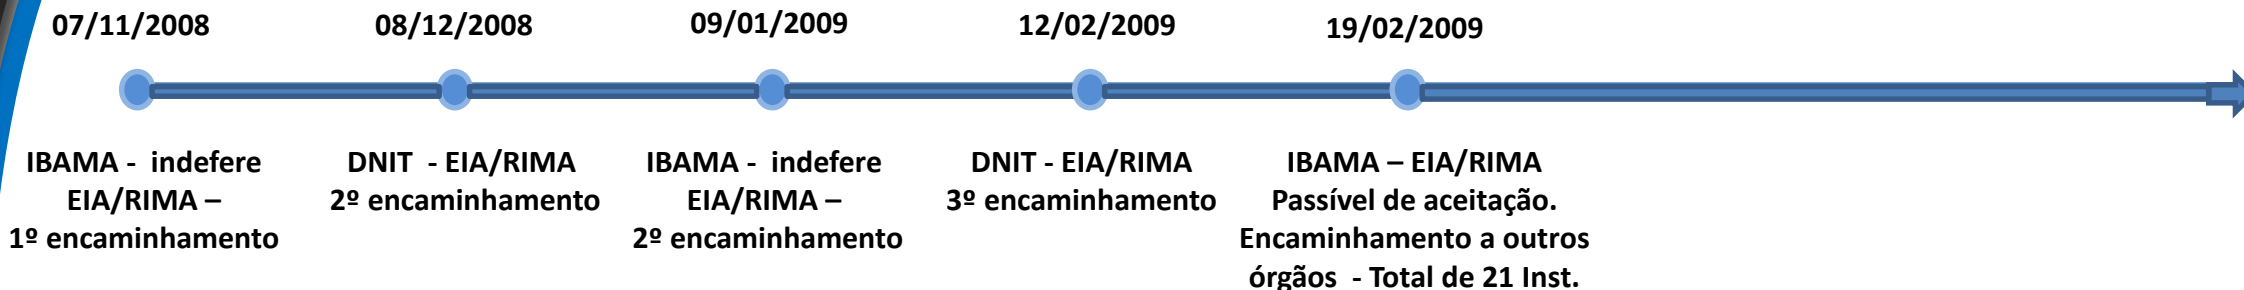 07/11/2008
08/12/2008
09/01/2009
12/02/2009
19/02/2009
IBAMA - indefere
EIA/RIMA –
1º encaminhamento
DNIT - EIA/RIMA
2º encaminhamento
IBAMA - indefere
EIA/RIMA –
2º encaminhamento
DNIT - EIA/RIMA
3º encaminhamento
IBAMA – EIA/RIMA
Passível de aceitação.
Encaminhamento a outros
órgãos - Total de 21 Inst.